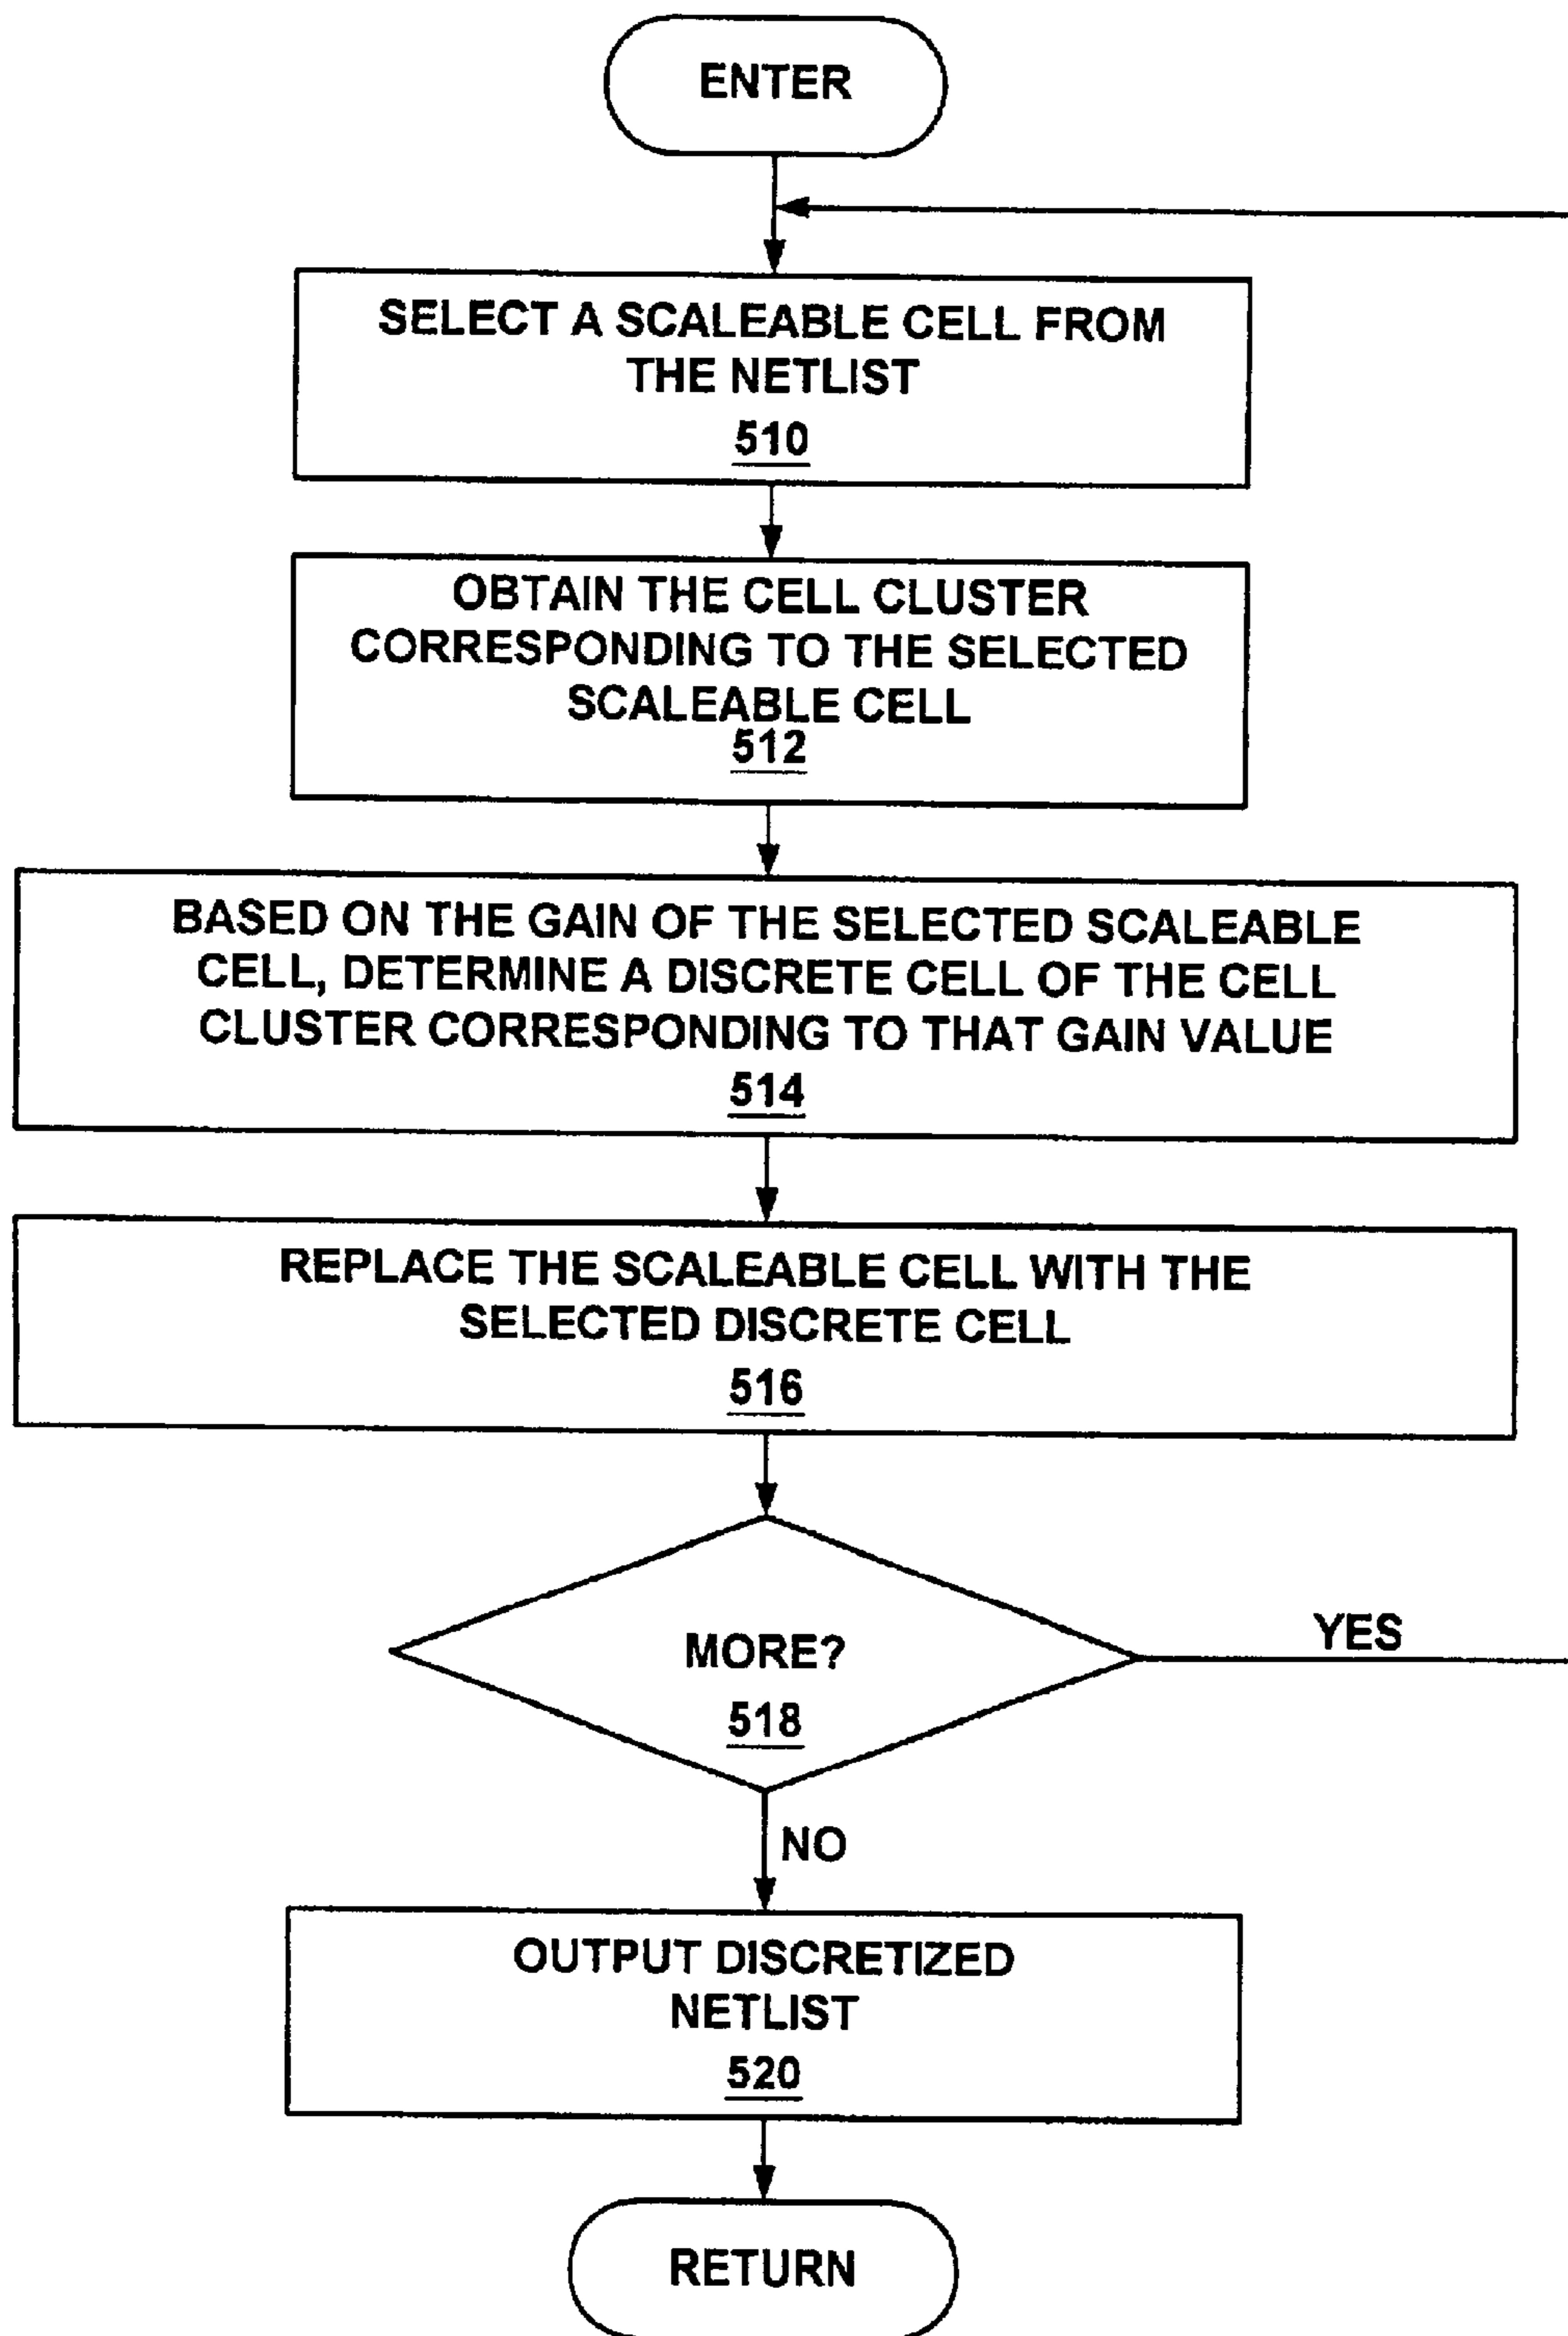 ENTER
SELECT A SCALEABLE CELL FROM
THE NETLIST
510
OBTAIN THE CELL CLUSTER
CORRESPONDING TO THE SELECTED
SCALEABLE CELL
512
BASED ON THE GAIN OF THE SELECTED SCALEABLE
CELL, DETERMINE A DISCRETE CELL OF THE CELL
CLUSTER CORRESPONDING TO THAT GAIN VALUE
514
REPLACE THE SCALEABLE CELL WITH THE
SELECTED DISCRETE CELL
516
MORE?
518
YES
NO
OUTPUT DISCRETIZED
NETLIST
520
RETURN